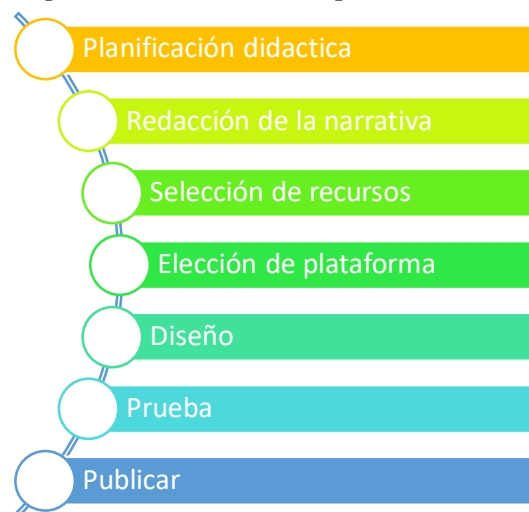 Planificación didactica
Redacción de la narrativa
Selección de recursos
Elección de plataforma
Diseño
Prueba
Publicar